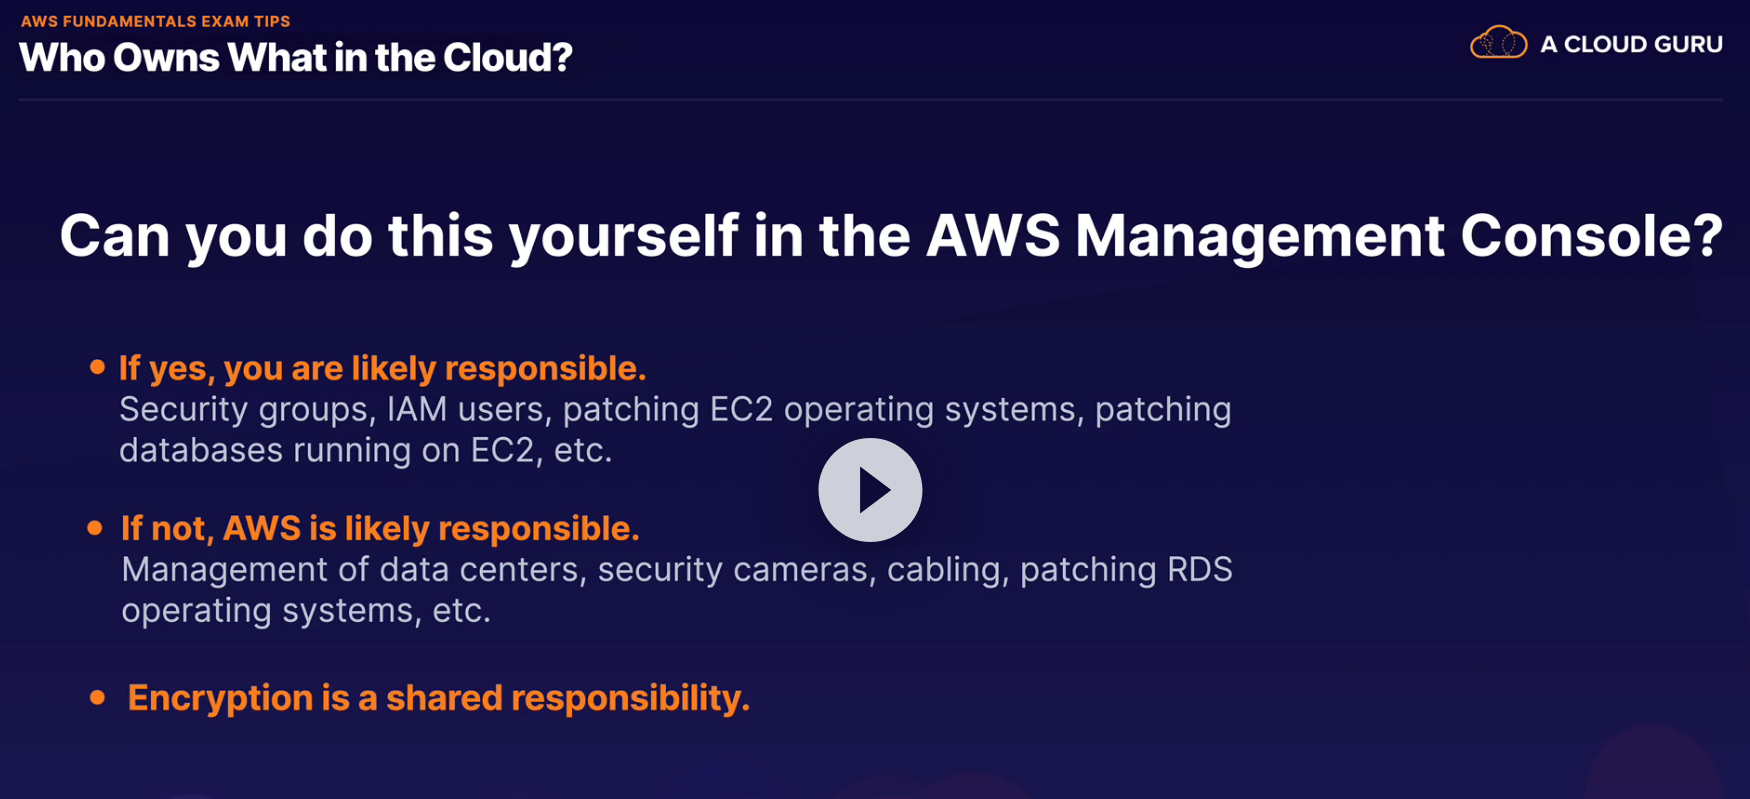 AWS FUNDAMENTALS EXAM TIPS
Who Owns What in the Cloud?
A CLOUD GURU
Can you do this yourself in the AWS Management Console?
• If yes, you are likely responsible.
Security groups, IAM users, patching EC2 operating systems, patching
databases running on EC2, etc.
• If not, AWS is likely responsible.
Management of data centers, security cameras, cabling, patching RDS
operating systems, etc.
• Encryption is a shared responsibility.